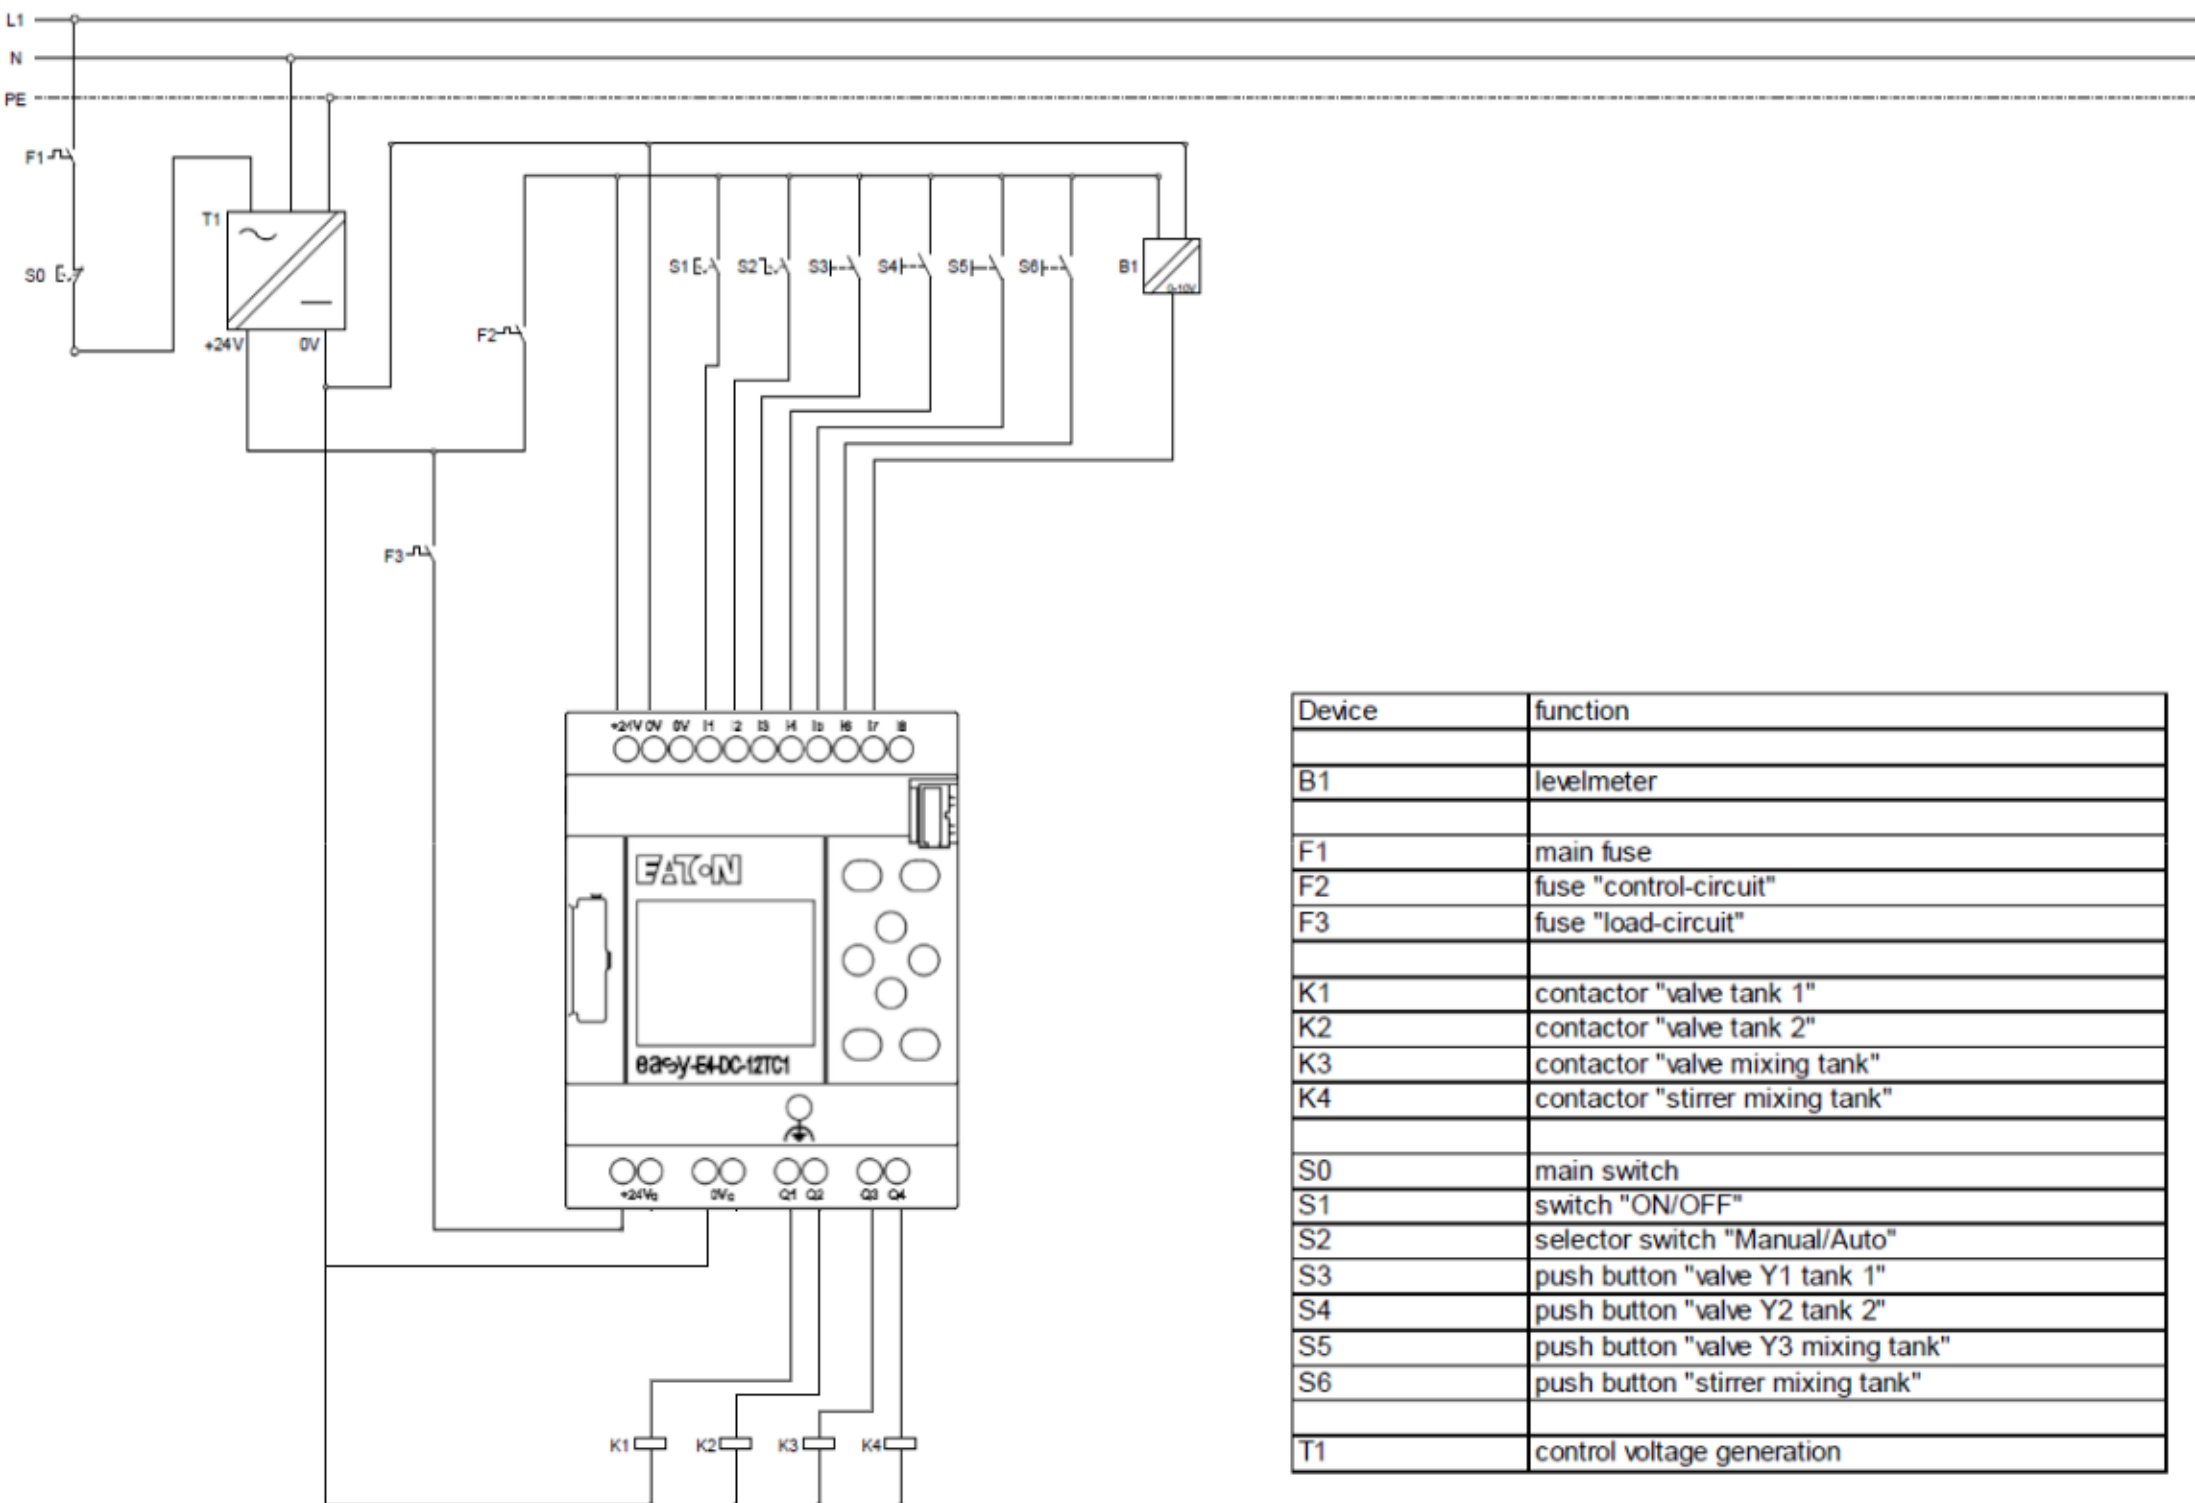 L1
N
PE
F1
T1
S0
+24V 0V
F2
S1 S2 S3 S4 S5 S6 B1
0-10V
F3
+24V 0V 0V I1 I2 I3 I4 I5 I6 I7 I8
EATON
easy-E4-DC-12TC1
+24VQ 0VQ Q1 Q2 Q3 Q4
K1 K2 K3 K4
Device function
B1 levelmeter
F1 main fuse
F2 fuse "control-circuit"
F3 fuse "load-circuit"
K1 contactor "valve tank 1"
K2 contactor "valve tank 2"
K3 contactor "valve mixing tank"
K4 contactor "stirrer mixing tank"
S0 main switch
S1 switch "ON/OFF"
S2 selector switch "Manual/Auto"
S3 push button "valve Y1 tank 1"
S4 push button "valve Y2 tank 2"
S5 push button "valve Y3 mixing tank"
S6 push button "stirrer mixing tank"
T1 control voltage generation